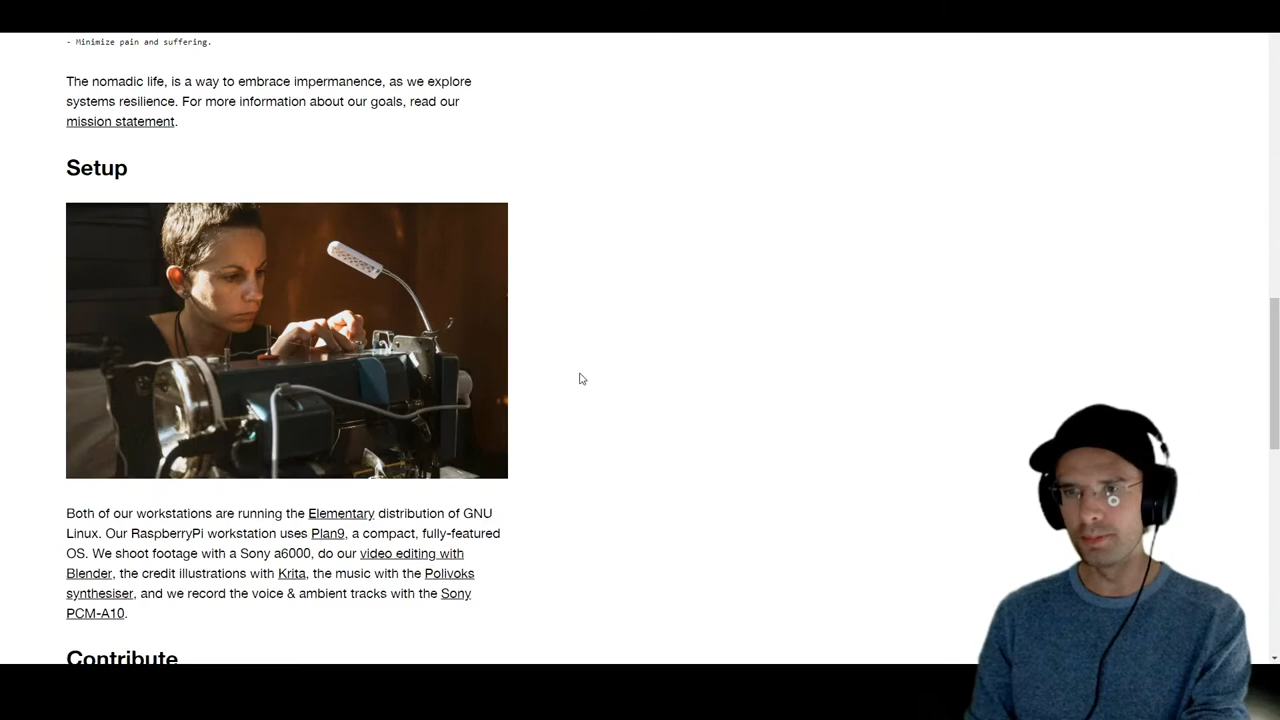 - Minimize pain and suffering.
The nomadic life, is a way to embrace impermanence, as we explore
systems resilience. For more information about our goals, read our
mission statement.
Setup
Both of our workstations are running the Elementary distribution of GNU
Linux. Our RaspberryPi workstation uses Plan9, a compact, fully-featured
OS. We shoot footage with a Sony a6000, do our video editing with
Blender, the credit illustrations with Krita, the music with the Polivoks
synthesiser, and we record the voice & ambient tracks with the Sony
PCM-A10.
Contribute